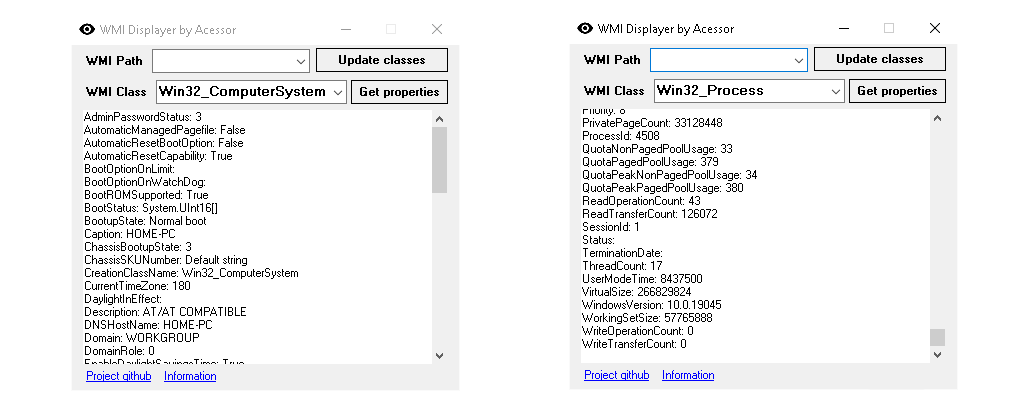 WMI Displayer by Acessor
WMI Path
Update classes
WMI Class
Win32_ComputerSystem
Get properties
AdminPasswordStatus: 3
AutomaticManagedPagefile: False
AutomaticResetBootOption: False
AutomaticResetCapability: True
BootOptionOnLimit:
BootOptionOnWatchDog:
BootROMSupported: True
BootStatus: System.UInt16[]
BootupState: Normal boot
Caption: HOME-PC
ChassisBootupState: 3
ChassisSKUNumber: Default string
CreationClassName: Win32_ComputerSystem
CurrentTimeZone: 180
DaylightInEffect:
Description: AT/AT COMPATIBLE
DNSHostName: HOME-PC
Domain: WORKGROUP
DomainRole: 0
EnableDaylightSavingsTime: True
Project github
Information
WMI Displayer by Acessor
WMI Path
Update classes
WMI Class
Win32_Process
Get properties
Priority: 8
PrivatePageCount: 33128448
ProcessId: 4508
QuotaNonPagedPoolUsage: 33
QuotaPagedPoolUsage: 379
QuotaPeakNonPagedPoolUsage: 34
QuotaPeakPagedPoolUsage: 380
ReadOperationCount: 43
ReadTransferCount: 126072
SessionId: 1
Status:
TerminationDate:
ThreadCount: 17
UserModeTime: 8437500
VirtualSize: 266829824
WindowsVersion: 10.0.19045
WorkingSetSize: 57765888
WriteOperationCount: 0
WriteTransferCount: 0
Project github
Information